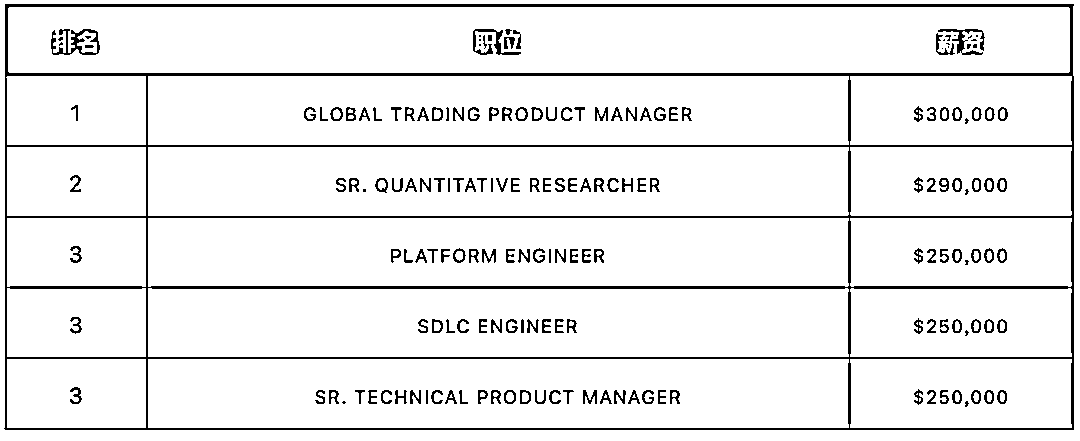 排名 职位 薪资
1 GLOBAL TRADING PRODUCT MANAGER $300,000
2 SR. QUANTITATIVE RESEARCHER $290,000
3 PLATFORM ENGINEER $250,000
3 SDLC ENGINEER $250,000
3 SR. TECHNICAL PRODUCT MANAGER $250,000